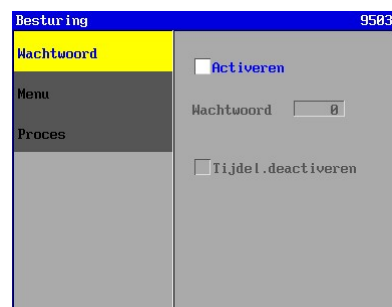 Besturing 9503
Wachtwoord
Menu
Proces
Activeren
Wachtwoord 0
Tijdel.deactiveren